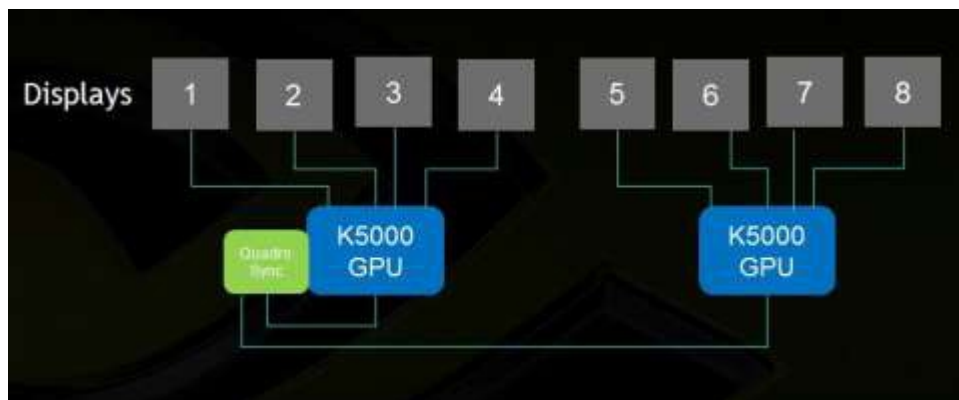 Displays 1 2 3 4 5 6 7 8
K5000
GPU
Quadro
Sync
K5000
GPU